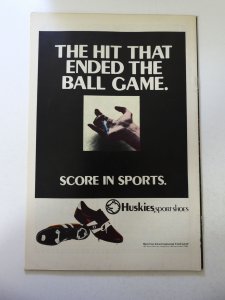 THE HIT THAT
ENDED THE
BALL GAME.
SCORE IN SPORTS.
Huskies SPORT SHOES